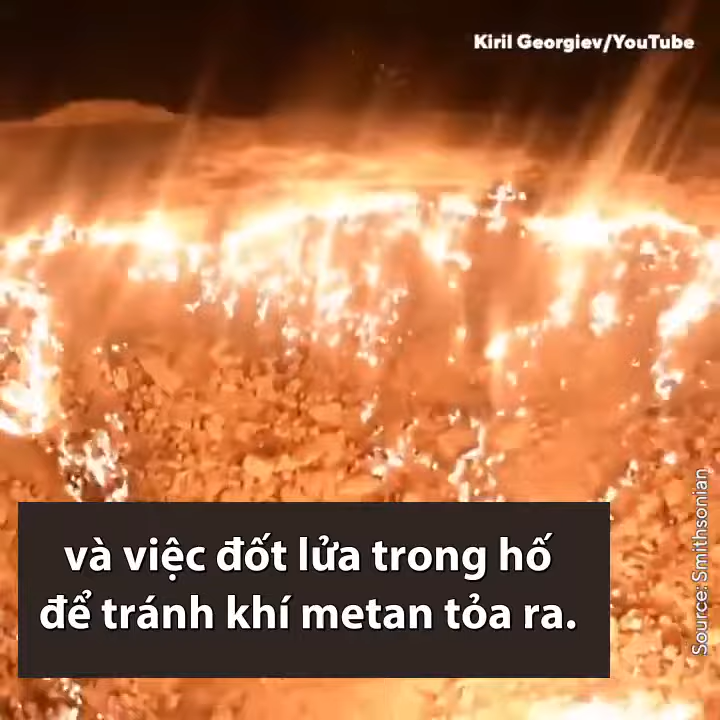 Kiril Georgiev/YouTube
và việc đốt lửa trong hố
để tránh khí metan tỏa ra.
Source: Smithsonian